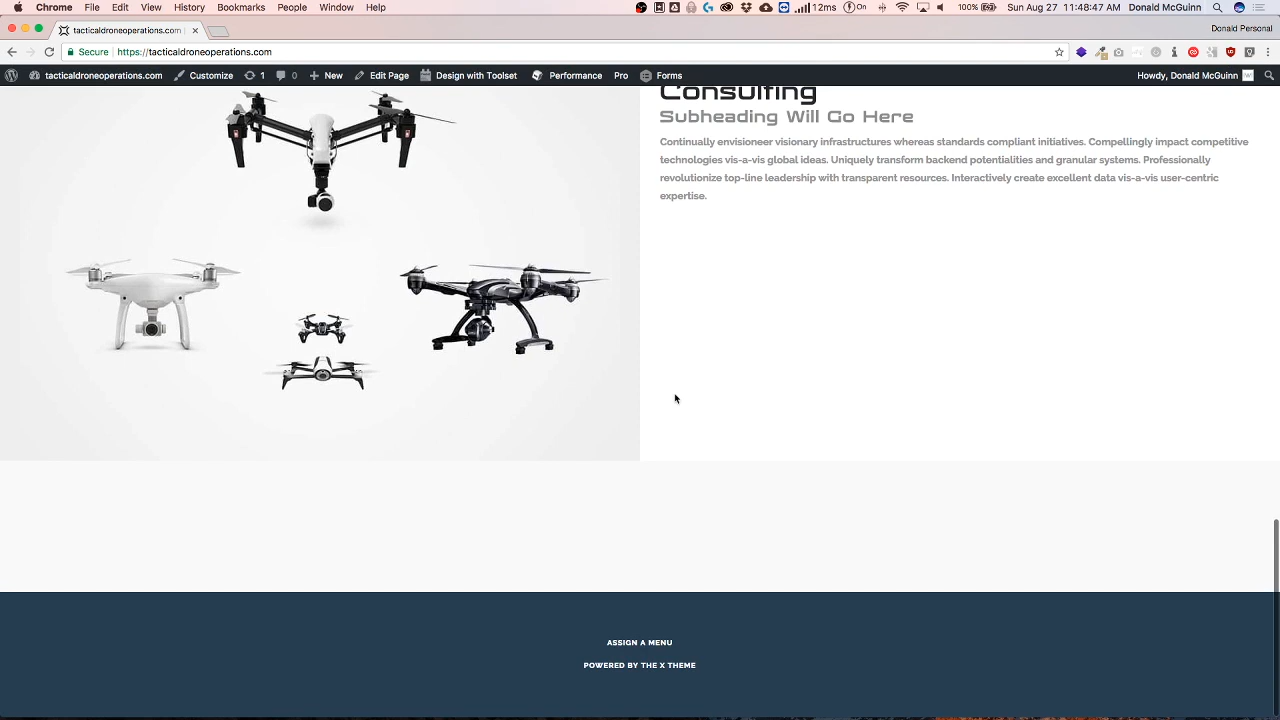 Chrome File Edit View History Bookmarks People Window Help 12ms On 100% Sun Aug 27 11:48:47 Donald McGuinn
tacticaldroneoperations.com | Donald Personal
Secure https://tacticaldroneoperations.com
tacticaldroneoperations.com Customize 1 0 New Edit Page Design with Toolset Performance Pro Forms Howdy, Donald McGuinn
Consulting
Subheading Will Go Here
Continually envisioneer visionary infrastructures whereas standards compliant initiatives. Compellingly impact competitive
technologies vis-a-vis global ideas. Uniquely transform backend potentialities and granular systems. Professionally
revolutionize top-line leadership with transparent resources. Interactively create excellent data vis-a-vis user-centric
expertise.
ASSIGN A MENU
POWERED BY THE X THEME